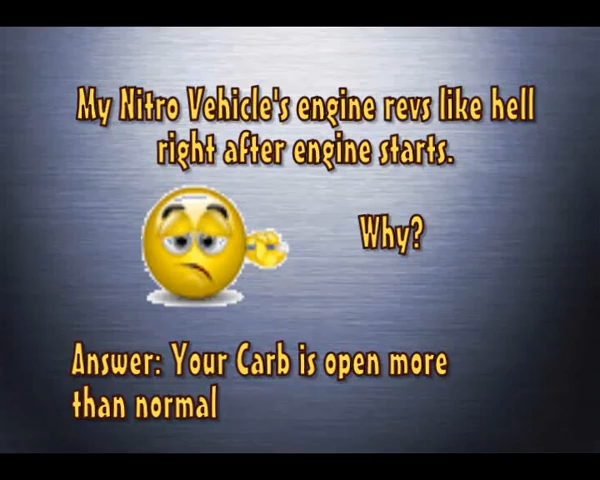 My Nitro Vehicle's engine revs like hell
right after engine starts.
Why?
Answer: Your Carb is open more
than normal